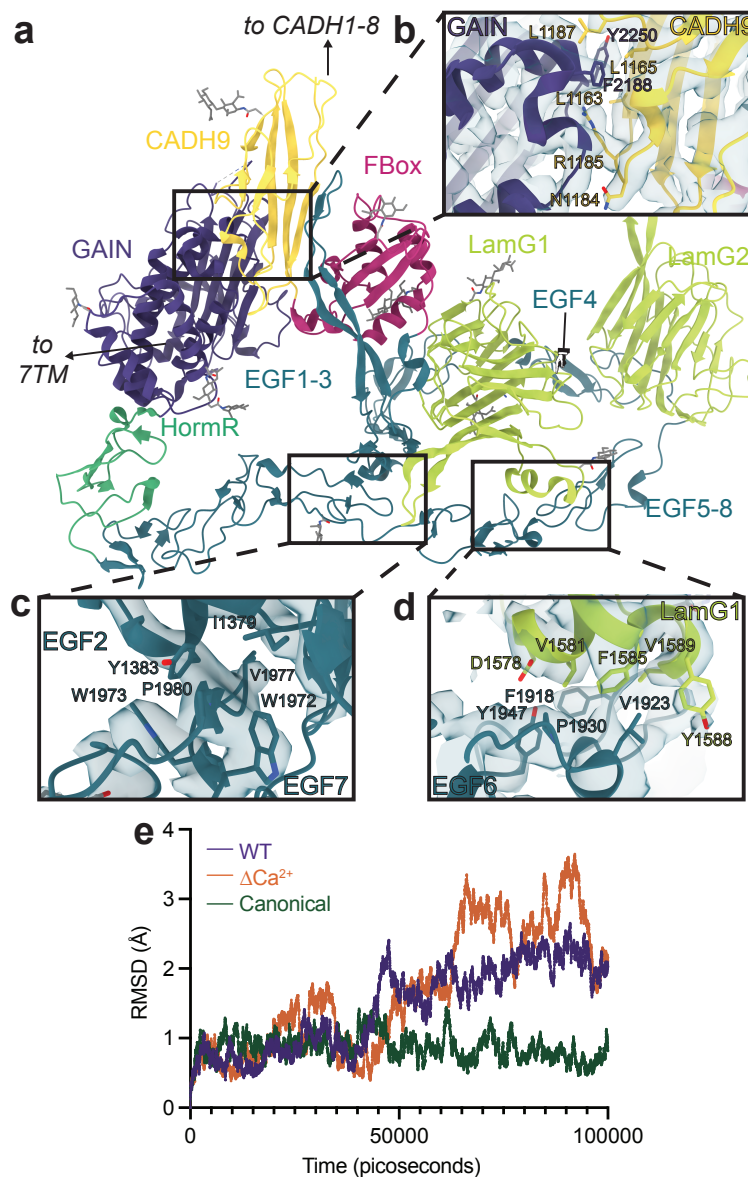 a
to CADH1-8
CADH9
FBox
GAIN
LamG1
LamG2
EGF4
to
7TM
EGF1-3
HormR
EGF5-8
b
GAIN
CADH9
L1187
Y2250
L1165
F2188
L1163
R1185
N1184
c
EGF2
I1379
Y1383
P1980
V1977
W1973
W1972
EGF7
d
LamG1
V1581
V1589
D1578
F1585
F1918
V1923
Y1947
P1930
Y1588
EGF6
e
WT
ΔCa²⁺
Canonical
RMSD (Å)
4
3
2
1
0
0
50000
100000
Time (picoseconds)